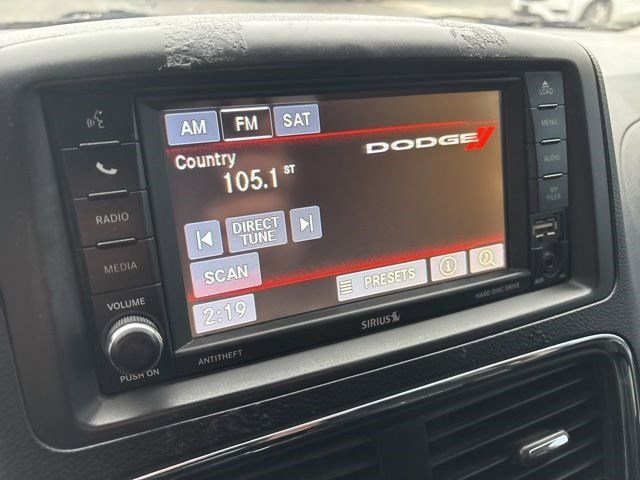 AM FM SAT
DODGE
Country
105.1 ST
DIRECT
TUNE
SCAN
PRESETS
2:19
RADIO
MEDIA
VOLUME
PUSH ON
ANTITHEFT
SIRIUS
HARD DISC DRIVE
LOAD
MENU
AUDIO
MY
FILES
AUX